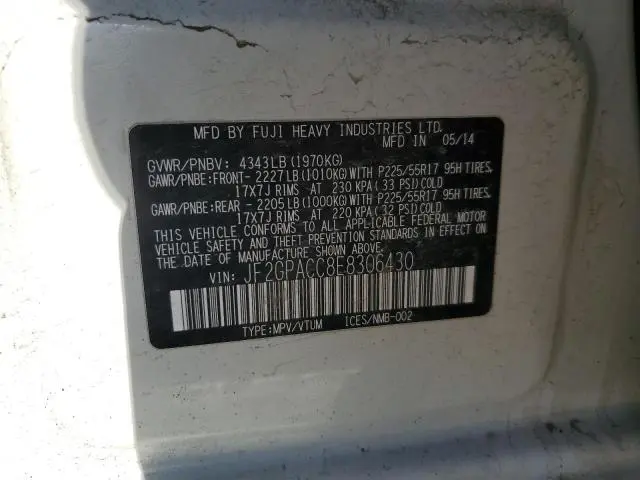 MFD BY FUJI HEAVY INDUSTRIES LTD.
MFD IN 05/14
GVWR/PNBV: 4343LB(1970KG)
GAWR/PNBE:FRONT- 2227LB(1010KG)WITH P225/55R17 95H TIRES,
17X7J RIMS AT 230 KPA( 33 PSI)COLD
GAWR/PNBE:REAR - 2205LB(1000KG)WITH P225/55R17 95H TIRES,
17X7J RIMS AT 220 KPA( 32 PSI)COLD
THIS VEHICLE CONFORMS TO ALL APPLICABLE FEDERAL MOTOR
VEHICLE SAFETY AND THEFT PREVENTION STANDARDS IN EFFECT ON
THE DATE OF MANUFACTURE SHOWN ABOVE.
VIN: JF2GPACC8E8306430
TYPE:MPV/VTUM ICES/NMB-002